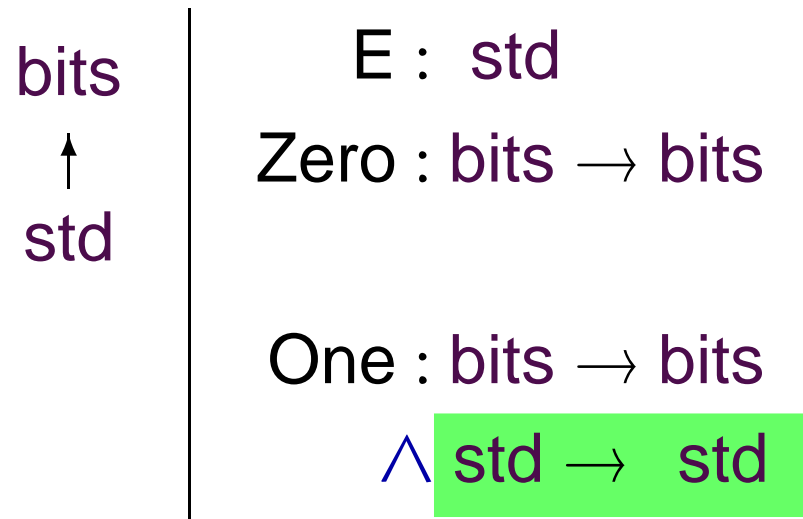 bits
↑
std
E : std
Zero : bits → bits
One : bits → bits
∧ std → std